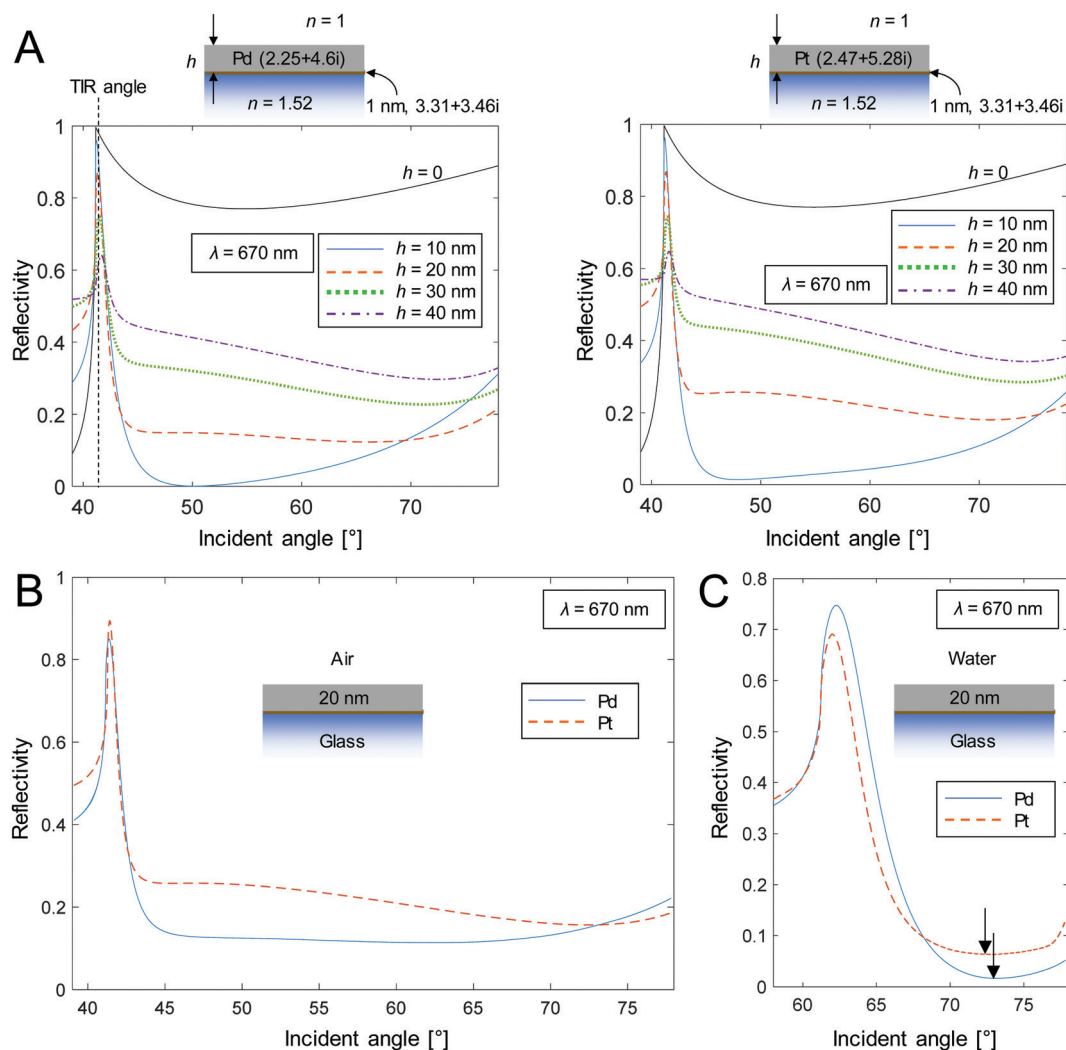 A
n = 1
Pd (2.25+4.6i)
h
n = 1.52
1 nm, 3.31+3.46i
TIR angle
h = 0
λ = 670 nm
h = 10 nm
h = 20 nm
h = 30 nm
h = 40 nm
Reflectivity
1
0.8
0.6
0.4
0.2
0
40 50 60 70
Incident angle [°]
n = 1
Pt (2.47+5.28i)
h
n = 1.52
1 nm, 3.31+3.46i
h = 0
h = 10 nm
h = 20 nm
h = 30 nm
h = 40 nm
λ = 670 nm
Reflectivity
1
0.8
0.6
0.4
0.2
0
40 50 60 70
Incident angle [°]
B
λ = 670 nm
Air
20 nm
Glass
Pd
Pt
Reflectivity
1
0.8
0.6
0.4
0.2
0
40 45 50 55 60 65 70 75
Incident angle [°]
C
λ = 670 nm
Water
20 nm
Glass
Pd
Pt
Reflectivity
0.8
0.7
0.6
0.5
0.4
0.3
0.2
0.1
0
60 65 70 75
Incident angle [°]